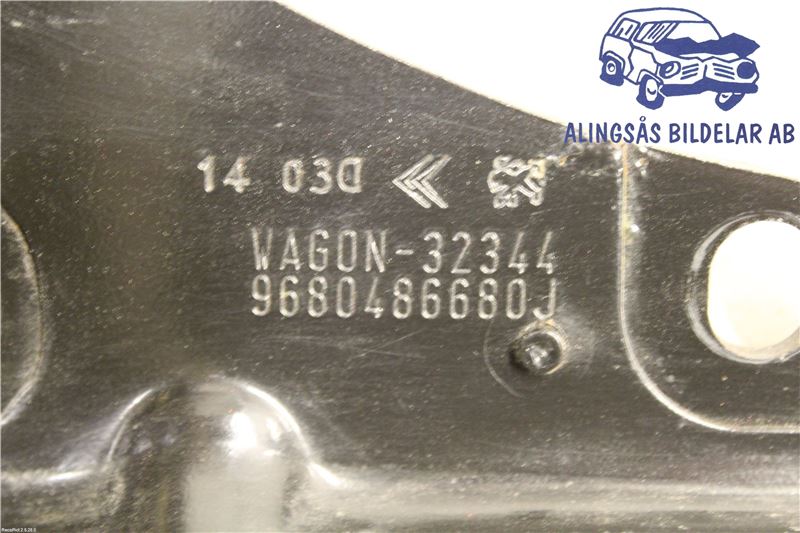 ALINGSÅS BILDELAR AB
14 03D
WAGON-32344
9680486680J